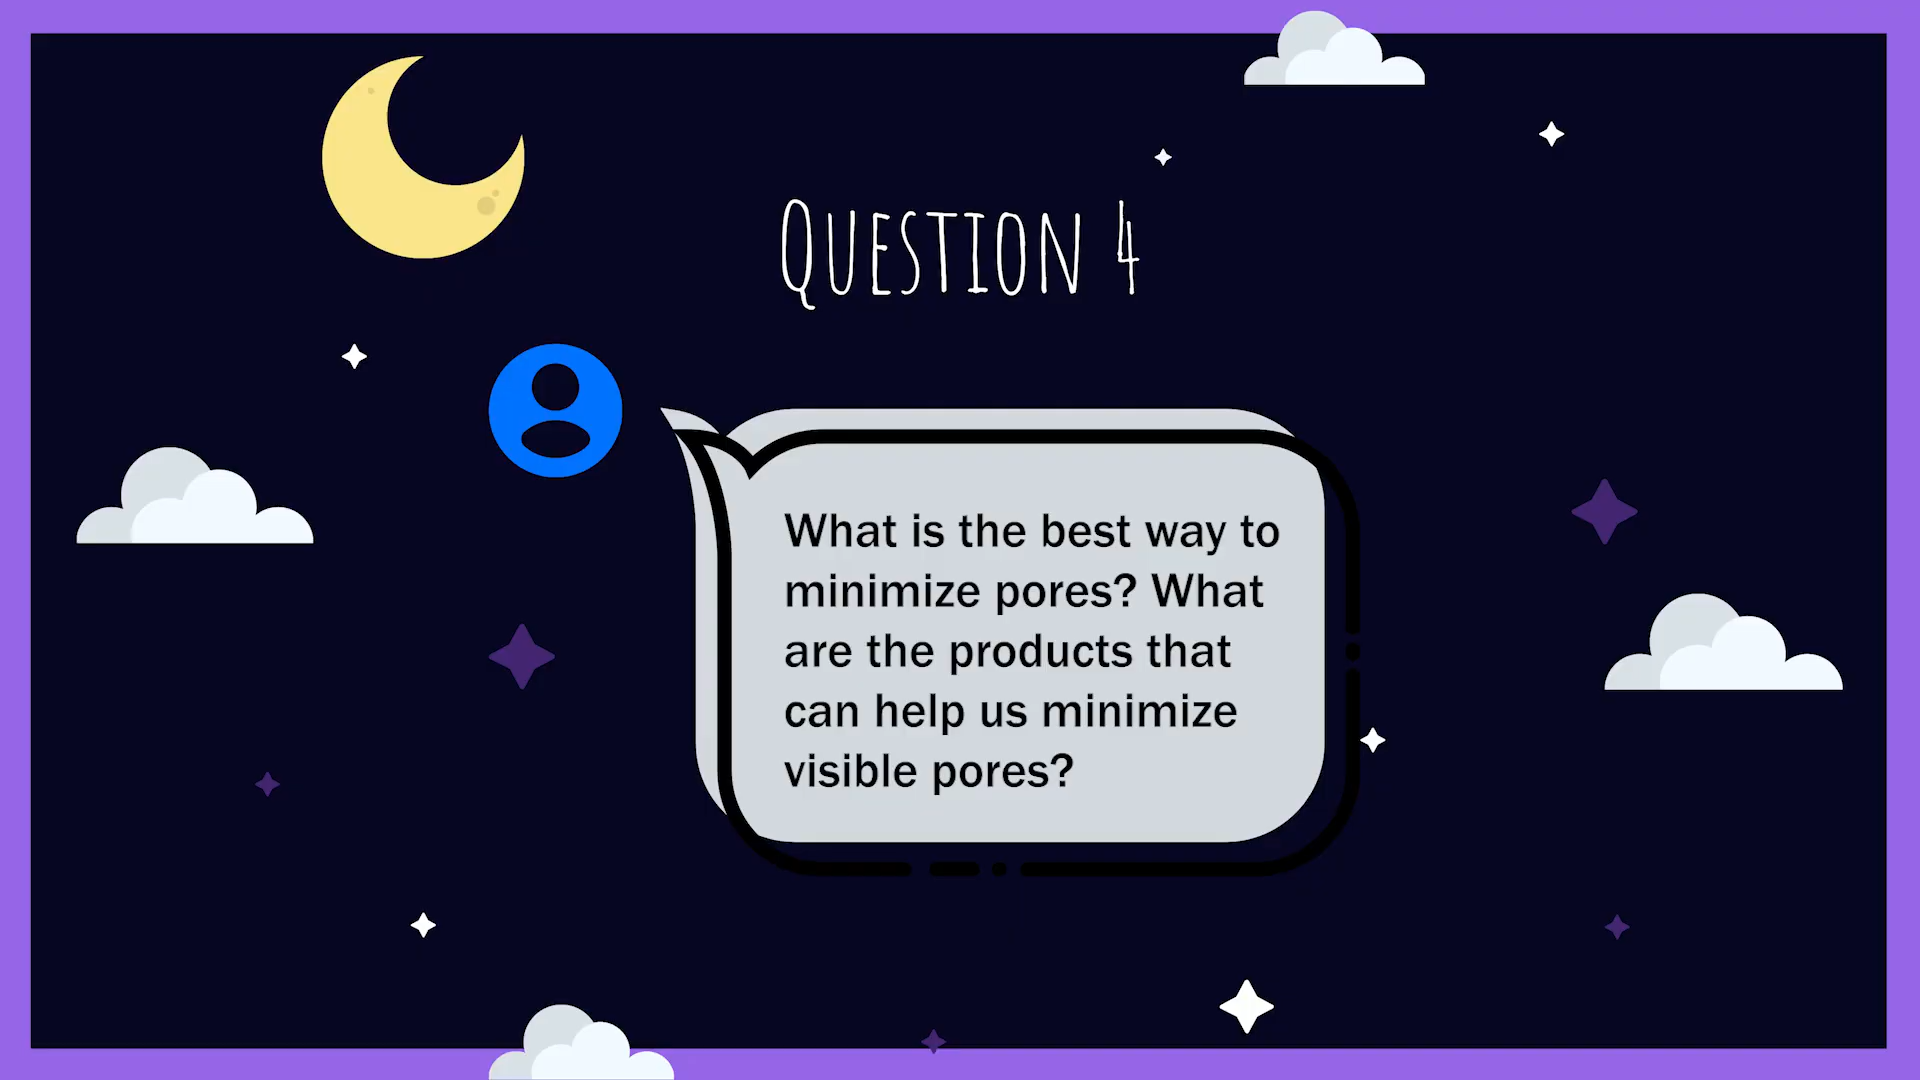 Question 4
What is the best way to
minimize pores? What
are the products that
can help us minimize
visible pores?